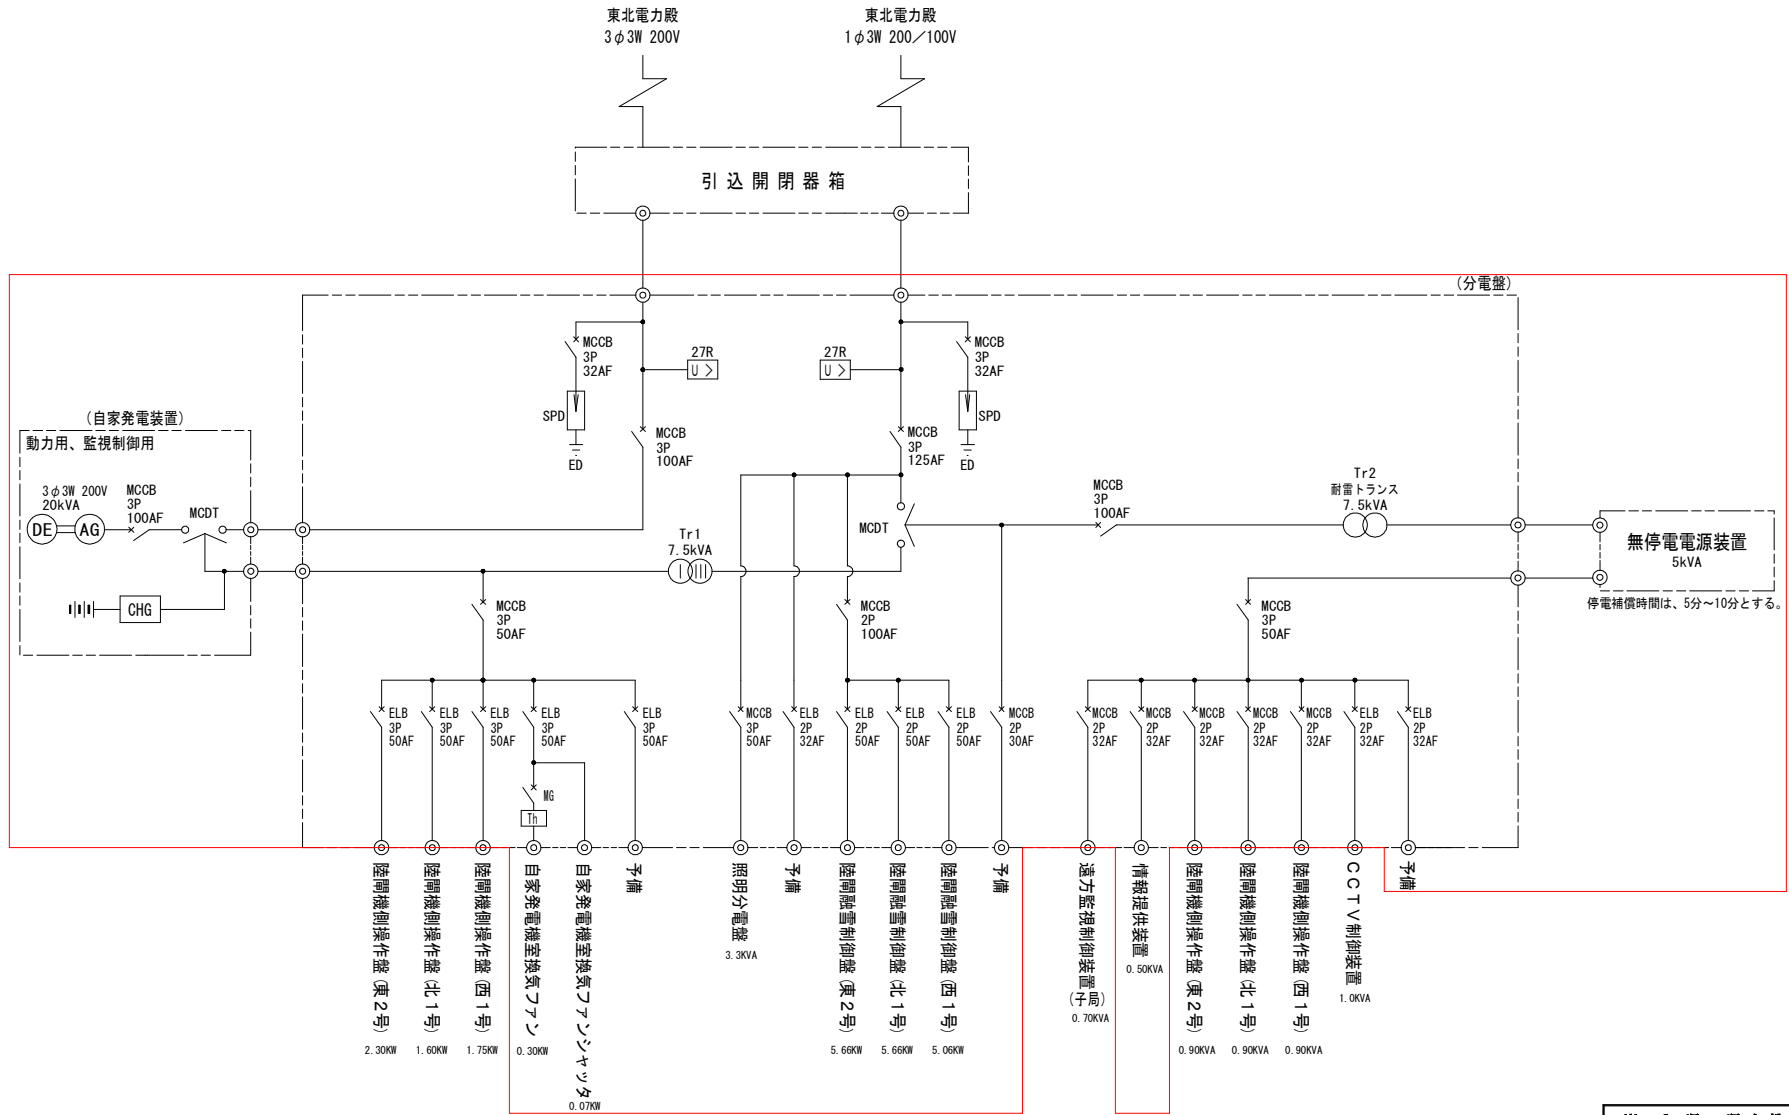 東北電力殿
3φ3W 200V
東北電力殿
1φ3W 200/100V
引込開閉器箱
(分電盤)
MCCB
3P
32AF
SPD
ED
27R
U >
MCCB
3P
100AF
27R
U >
MCCB
3P
32AF
SPD
ED
MCCB
3P
125AF
(自家発電装置)
動力用、監視制御用
3φ3W 200V
20kVA
DE
AG
MCCB
3P
100AF
MCDT
CHG
Tr1
7.5kVA
MCDT
MCCB
3P
100AF
Tr2
耐雷トランス
7.5kVA
無停電電源装置
5kVA
停電補償時間は、5分~10分とする。
MCCB
3P
50AF
MCCB
2P
100AF
MCCB
3P
50AF
ELB
3P
50AF
ELB
3P
50AF
ELB
3P
50AF
ELB
3P
50AF
ELB
3P
50AF
MCCB
3P
50AF
ELB
2P
32AF
ELB
2P
50AF
ELB
2P
50AF
ELB
2P
50AF
MCCB
2P
30AF
MCCB
2P
32AF
MCCB
2P
32AF
MCCB
2P
32AF
MCCB
2P
32AF
MCCB
2P
32AF
ELB
2P
32AF
ELB
2P
32AF
MG
Th
陸閘機側操作盤(東2号)
2.30KW
陸閘機側操作盤(北1号)
1.60KW
陸閘機側操作盤(西1号)
1.75KW
自家発電機室換気ファン
0.30KW
自家発電機室換気ファンシャッタ
0.07KW
予備
照明分電盤
3.3KVA
予備
陸閘融雪制御盤(東2号)
5.66KW
陸閘融雪制御盤(北1号)
5.66KW
陸閘融雪制御盤(西1号)
5.06KW
予備
遠方監視制御装置
(子局)
0.70KVA
情報提供装置
0.50KVA
陸閘機側操作盤(東2号)
0.90KVA
陸閘機側操作盤(北1号)
0.90KVA
陸閘機側操作盤(西1号)
0.90KVA
CCTV制御装置
1.0KVA
予備